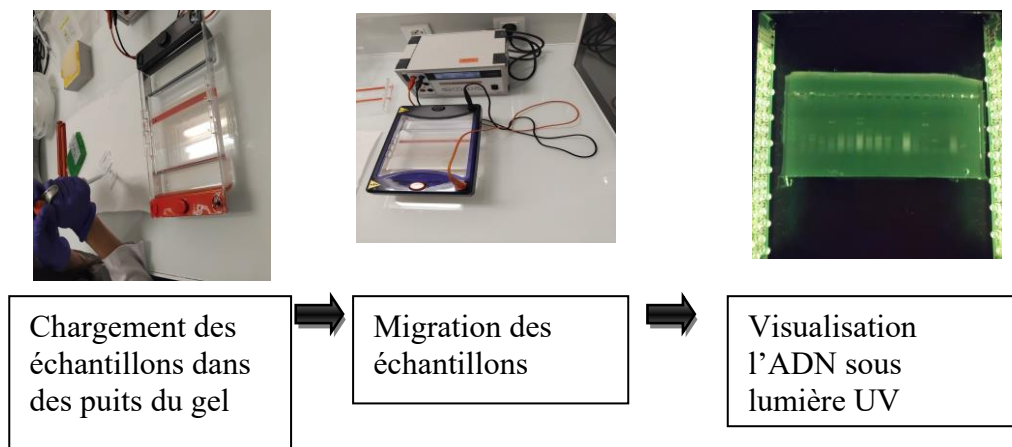 Chargement des
échantillons dans
des puits du gel
Migration des
échantillons
Visualisation
l’ADN sous
lumière UV